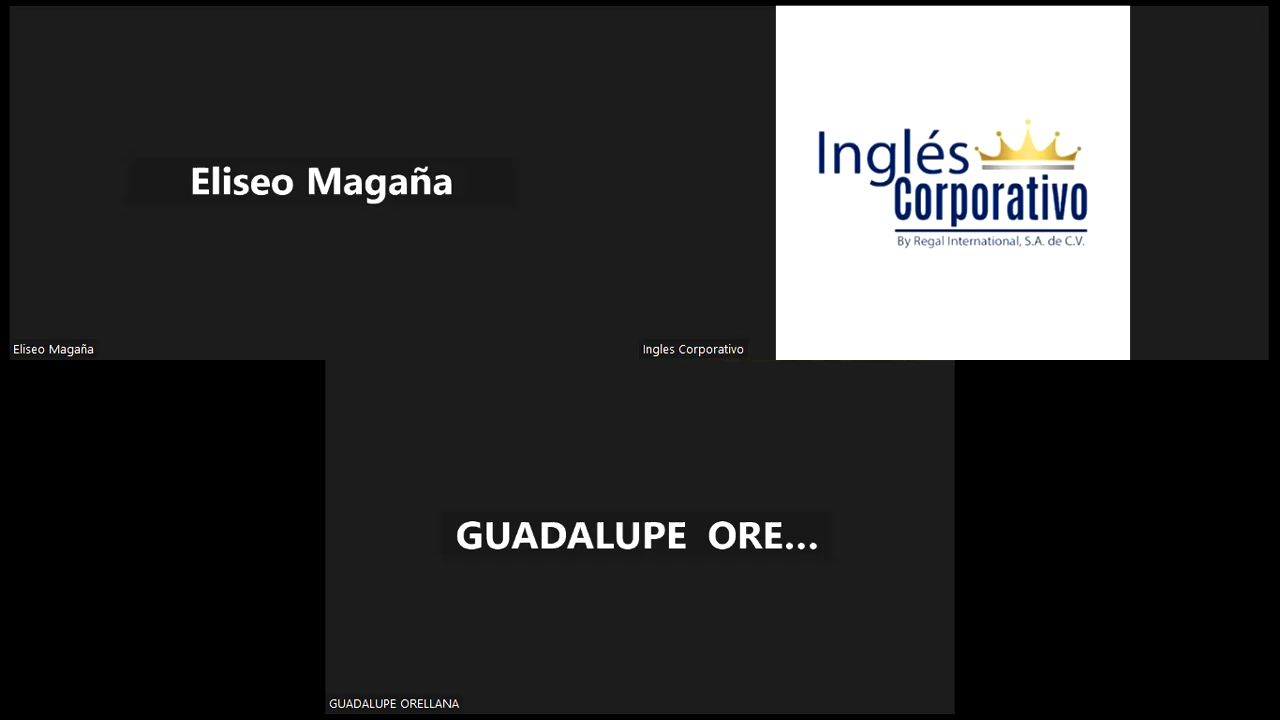 Eliseo Magaña
Eliseo Magaña
Inglés
Corporativo
By Regal International, S.A. de C.V.
Ingles Corporativo
GUADALUPE ORE...
GUADALUPE ORELLANA